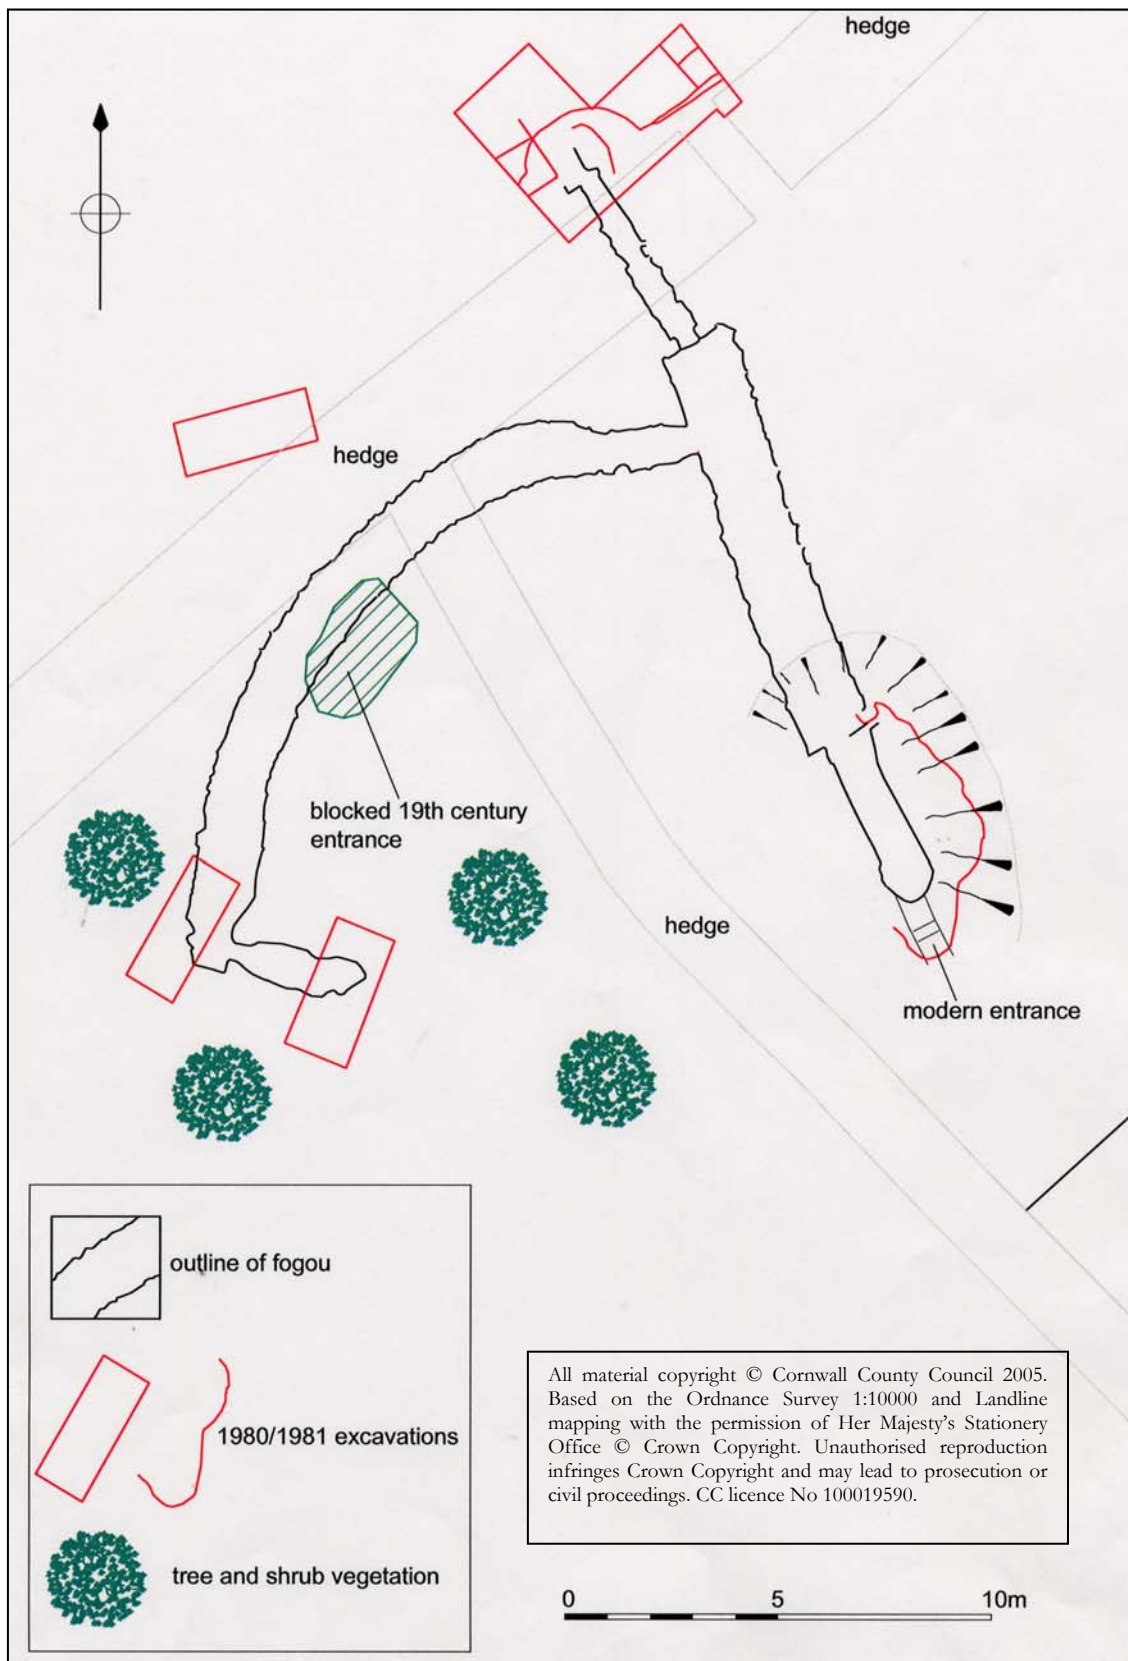 hedge
hedge
blocked 19th century
entrance
hedge
modern entrance
outline of fogou
1980/1981 excavations
tree and shrub vegetation
All material copyright © Cornwall County Council 2005.
Based on the Ordnance Survey 1:10000 and Landline
mapping with the permission of Her Majesty's Stationery
Office © Crown Copyright. Unauthorised reproduction
infringes Crown Copyright and may lead to prosecution or
civil proceedings. CC licence No 100019590.
0 5 10m